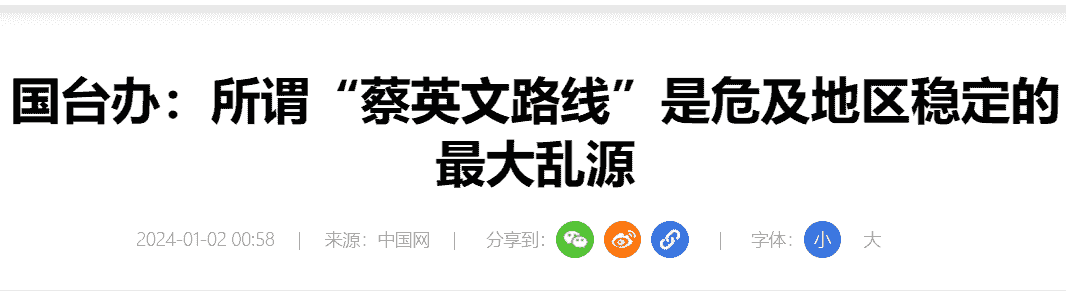 国台办：所谓“蔡英文路线”是危及地区稳定的
最大乱源
2024-01-02 00:58 | 来源：中国网 | 分享到： | 字体： 小 大